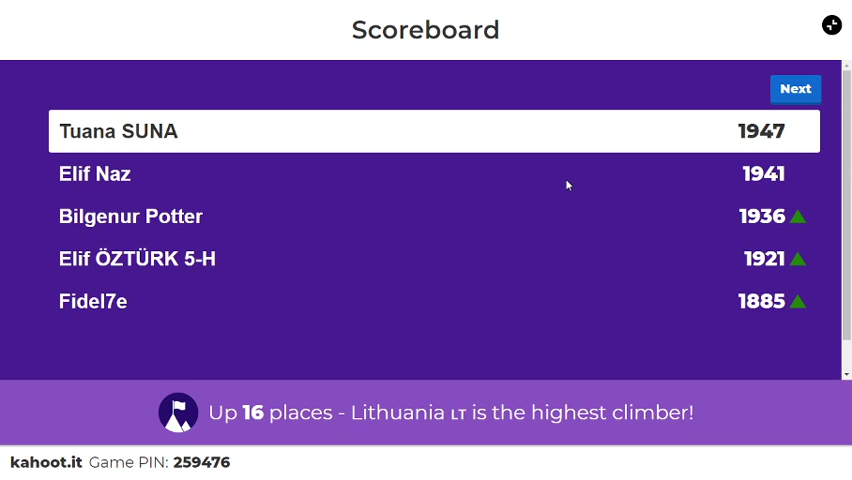 Scoreboard
Next
Tuana SUNA 1947
Elif Naz 1941
Bilgenur Potter 1936
Elif ÖZTÜRK 5-H 1921
Fidel7e 1885
Up 16 places - Lithuania LT is the highest climber!
kahoot.it Game PIN: 259476